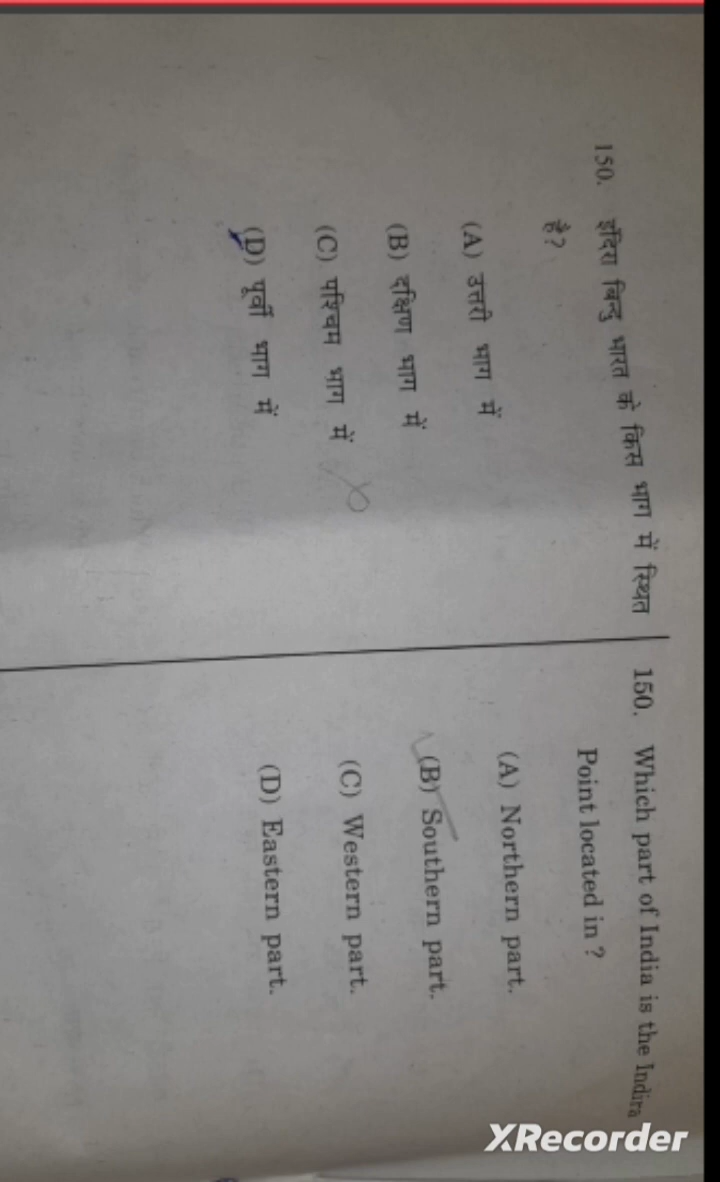 150. इंदिरा बिन्दु भारत के किस भाग में स्थित
है?
(A) उत्तरी भाग में
(B) दक्षिण भाग में
(C) पश्चिम भाग में
(D) पूर्वी भाग में
150. Which part of India is the Indira
Point located in ?
(A) Northern part.
(B) Southern part.
(C) Western part.
(D) Eastern part.
XRecorder